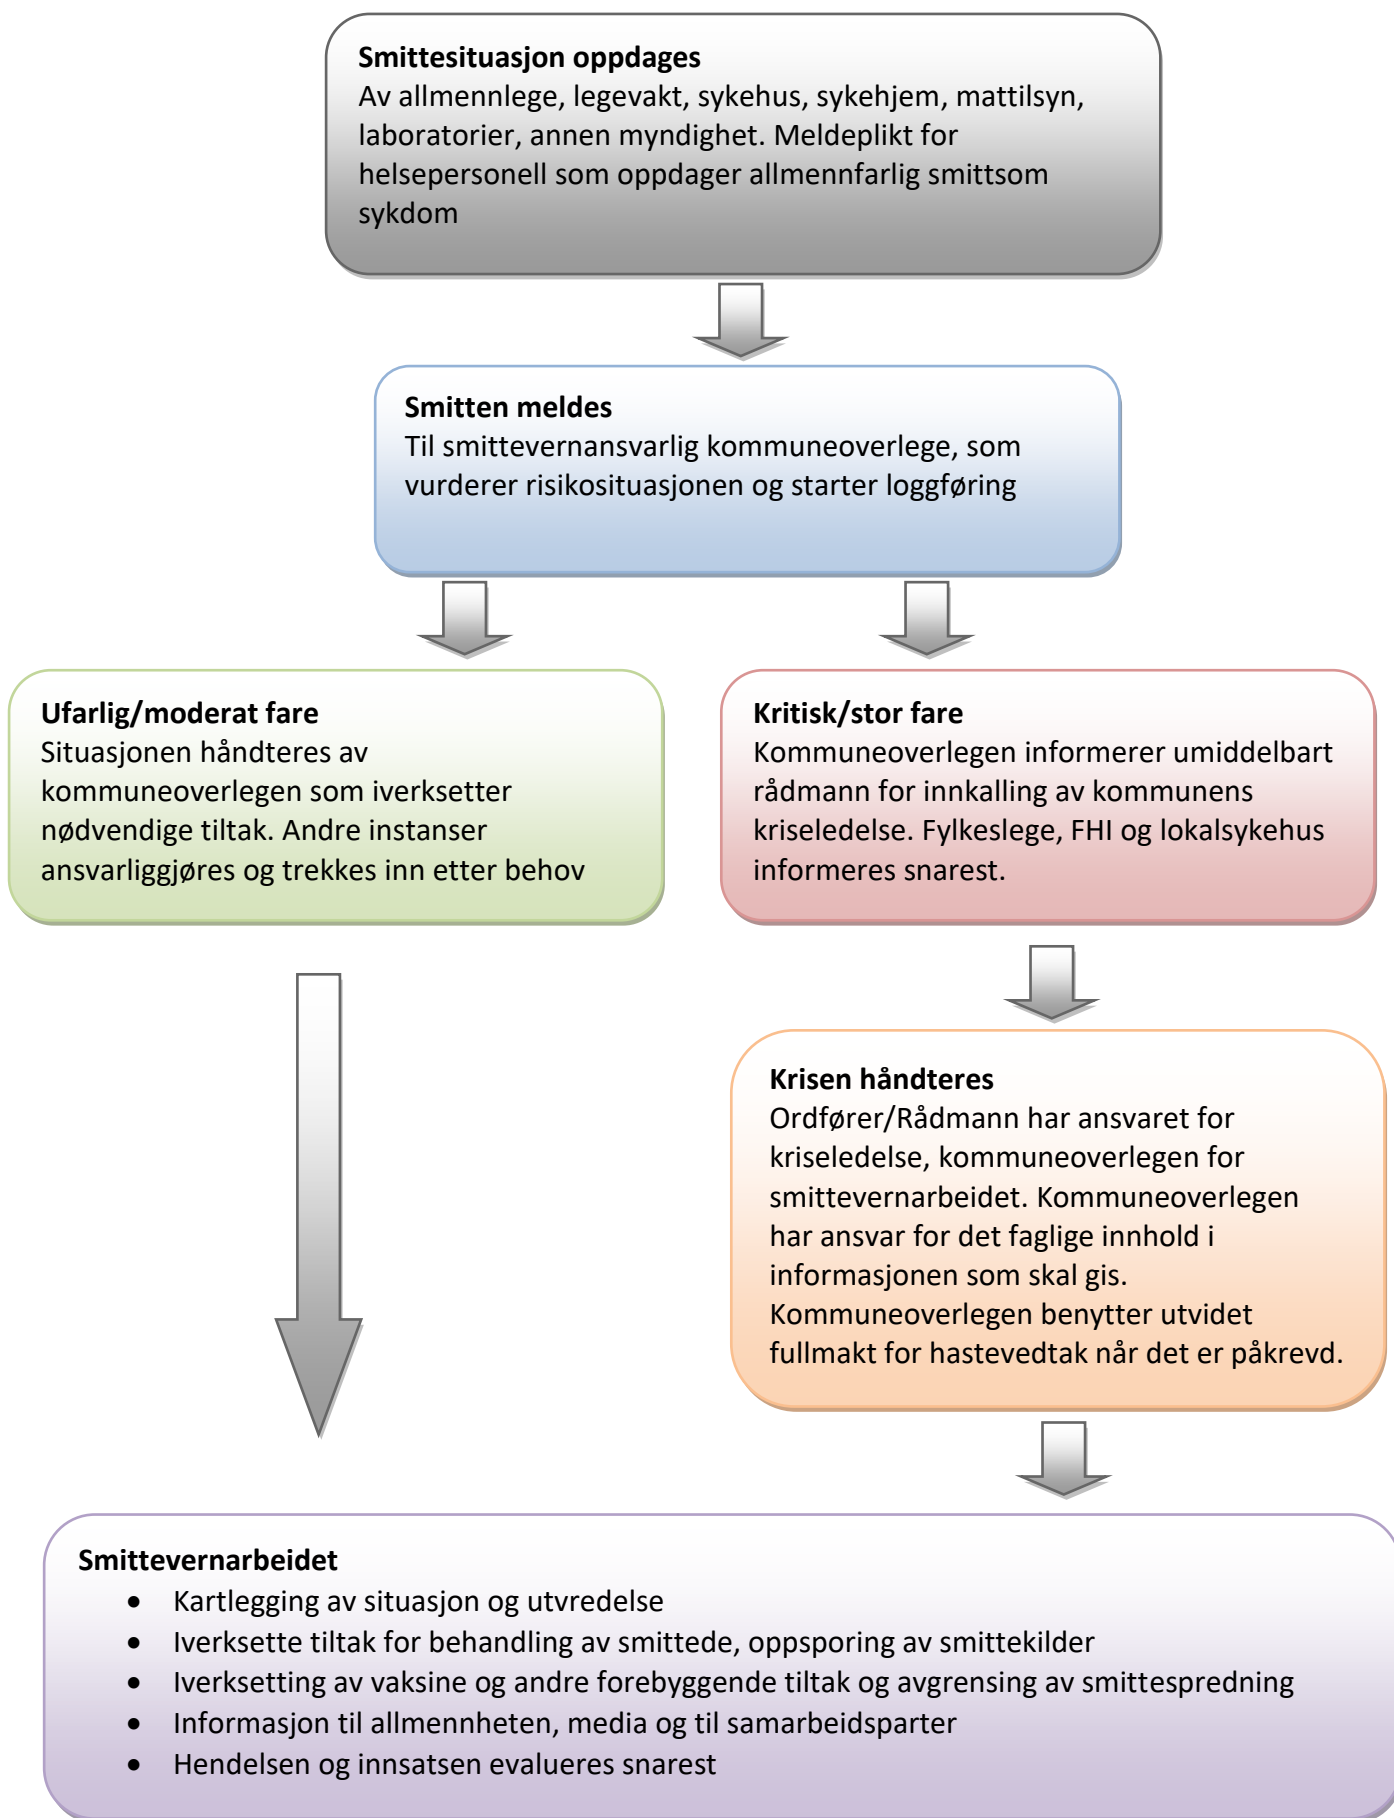 Smittesituasjon oppdages
Av allmennlege, legevakt, sykehus, sykehjem, mattilsyn,
laboratorier, annen myndighet. Meldeplikt for
helsepersonell som oppdager allmennfarlig smittsom
sykdom
Smitten meldes
Til smittevernansvarlig kommuneoverlege, som
vurderer risikosituasjonen og starter loggføring
Ufarlig/moderat fare
Situasjonen håndteres av
kommuneoverlegen som iverksetter
nødvendige tiltak. Andre instanser
ansvarliggjøres og trekkes inn etter behov
Kritisk/stor fare
Kommuneoverlegen informerer umiddelbart
rådmann for innkalling av kommunens
kriseledelse. Fylkeslege, FHI og lokalsykehus
informeres snarest.
Krisen håndteres
Ordfører/Rådmann har ansvaret for
kriseledelse, kommuneoverlegen for
smittevernarbeidet. Kommuneoverlegen
har ansvar for det faglige innhold i
informasjonen som skal gis.
Kommuneoverlegen benytter utvidet
fullmakt for hastevedtak når det er påkrevd.
Smittevernarbeidet
• Kartlegging av situasjon og utvredelse
• Iverksette tiltak for behandling av smittede, oppsporing av smittekilder
• Iverksetting av vaksine og andre forebyggende tiltak og avgrensing av smittespredning
• Informasjon til allmennheten, media og til samarbeidsparter
• Hendelsen og innsatsen evalueres snarest